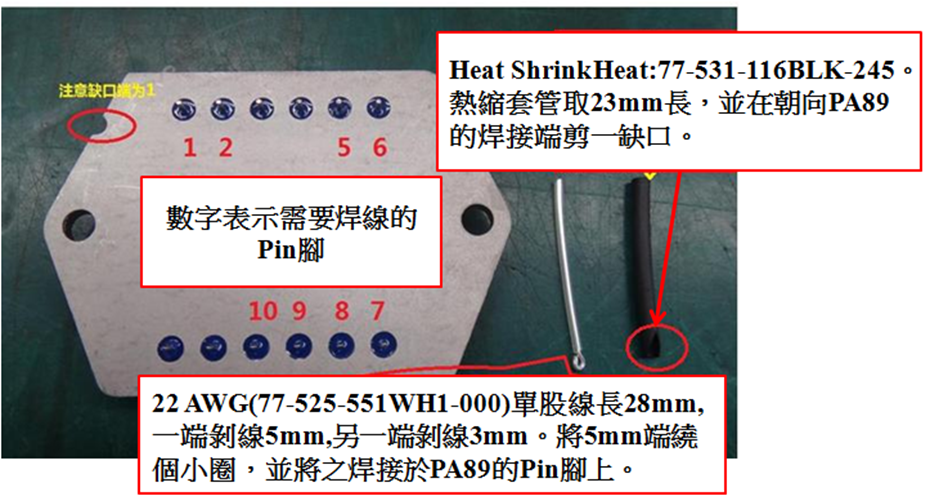 注意缺口端为1
1 2 5 6
Heat ShrinkHeat:77-531-116BLK-245。
熱縮套管取23mm長，並在朝向PA89
的焊接端剪一缺口。
數字表示需要焊線的
Pin腳
10 9 8 7
22 AWG(77-525-551WH1-000)單股線長28mm,
一端剝線5mm,另一端剝線3mm。將5mm端繞
個小圈，並將之焊接於PA89的Pin腳上。